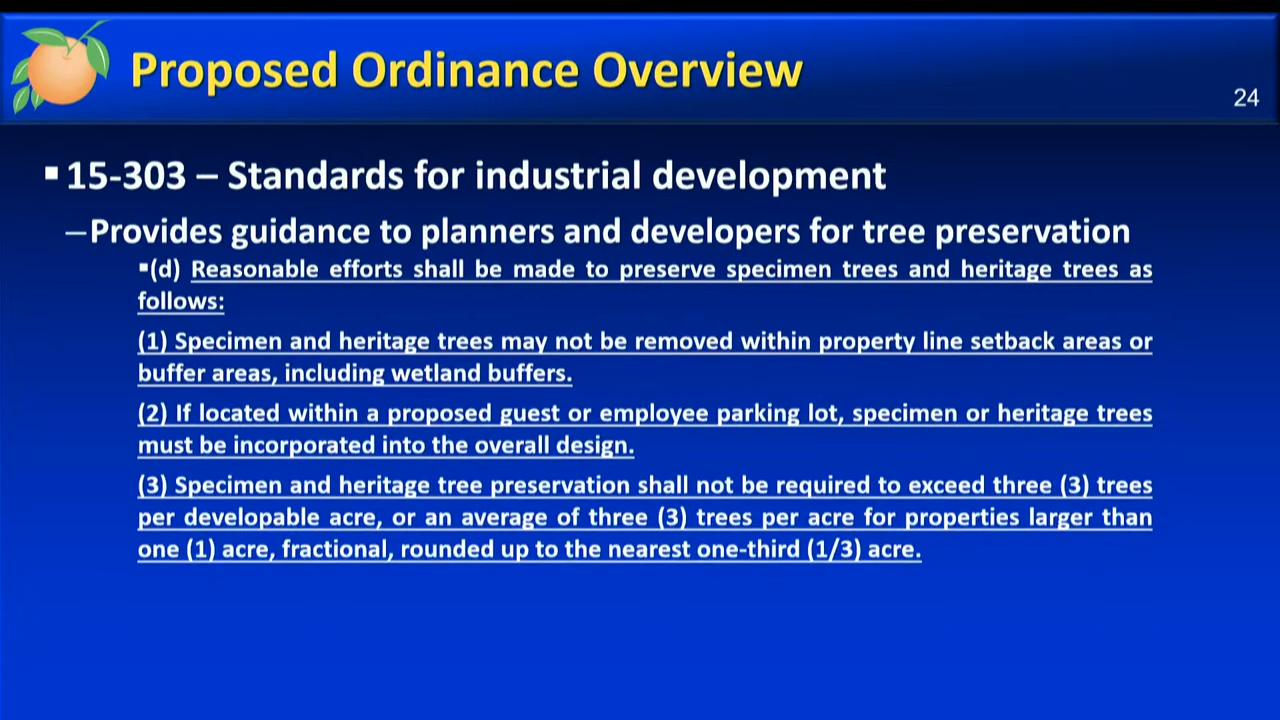 Proposed Ordinance Overview
24
▪15-303 – Standards for industrial development
–Provides guidance to planners and developers for tree preservation
▪(d) Reasonable efforts shall be made to preserve specimen trees and heritage trees as
follows:
(1) Specimen and heritage trees may not be removed within property line setback areas or
buffer areas, including wetland buffers.
(2) If located within a proposed guest or employee parking lot, specimen or heritage trees
must be incorporated into the overall design.
(3) Specimen and heritage tree preservation shall not be required to exceed three (3) trees
per developable acre, or an average of three (3) trees per acre for properties larger than
one (1) acre, fractional, rounded up to the nearest one-third (1/3) acre.